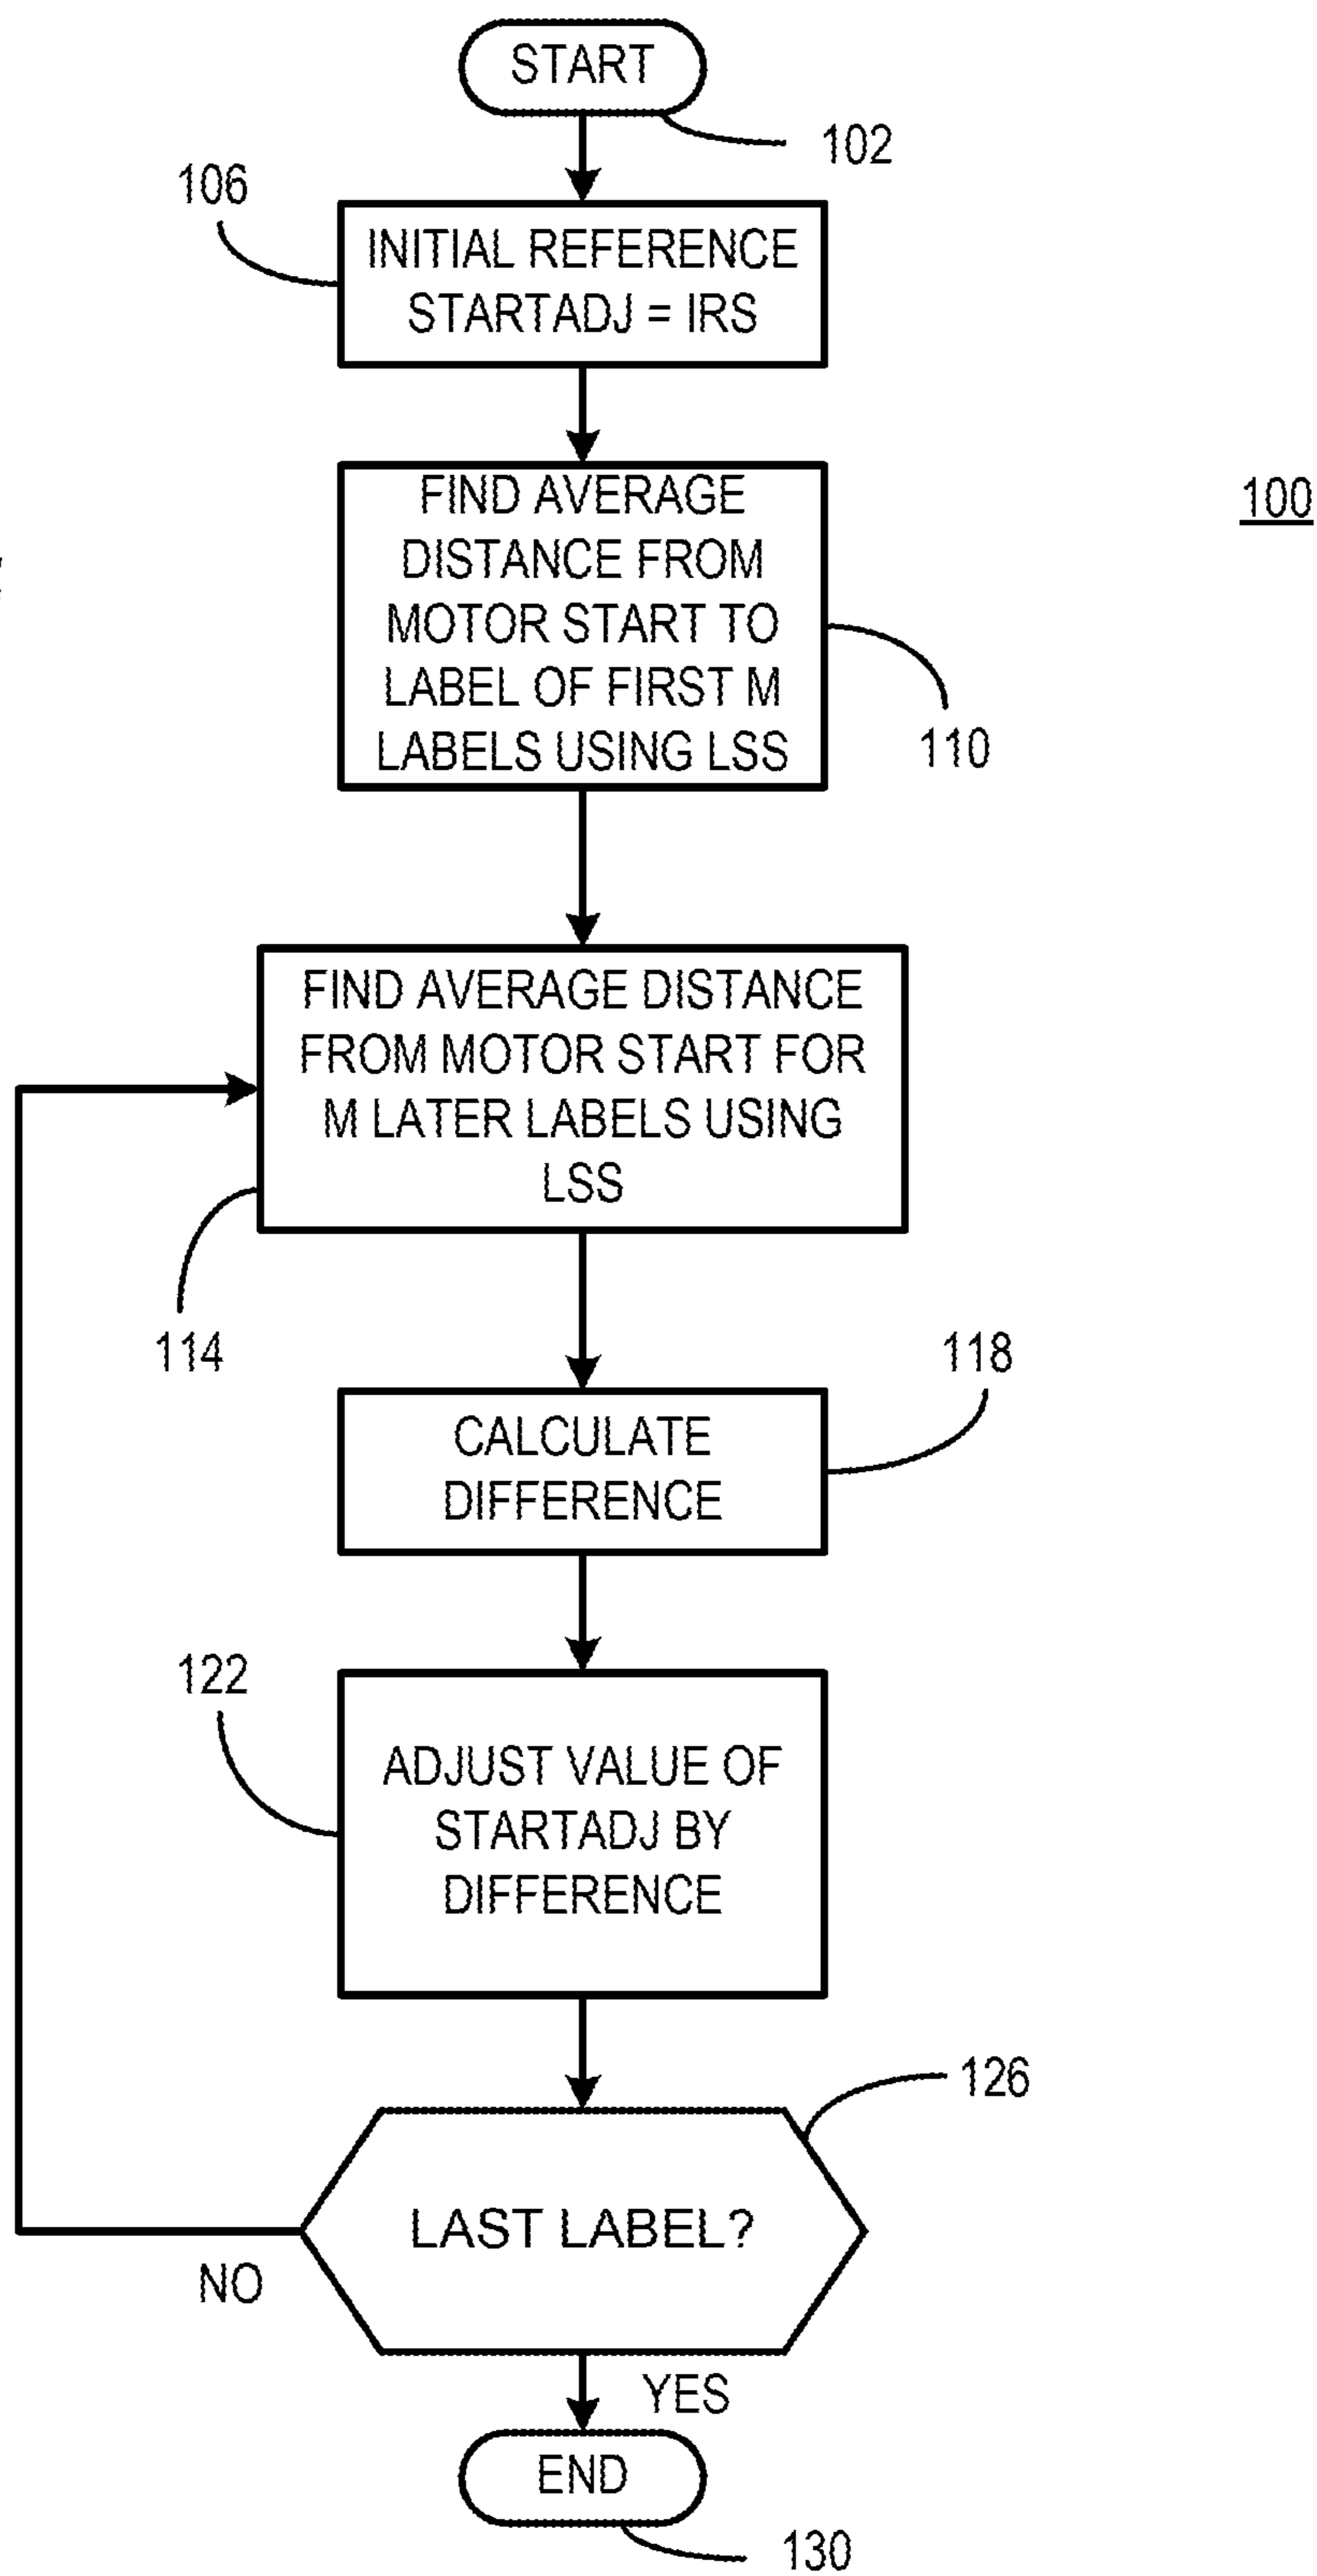 START
102
106
INITIAL REFERENCE
STARTADJ = IRS
100
FIND AVERAGE
DISTANCE FROM
MOTOR START TO
LABEL OF FIRST M
LABELS USING LSS
110
FIND AVERAGE DISTANCE
FROM MOTOR START FOR
M LATER LABELS USING
LSS
114
118
CALCULATE
DIFFERENCE
122
ADJUST VALUE OF
STARTADJ BY
DIFFERENCE
126
LAST LABEL?
NO
YES
END
130